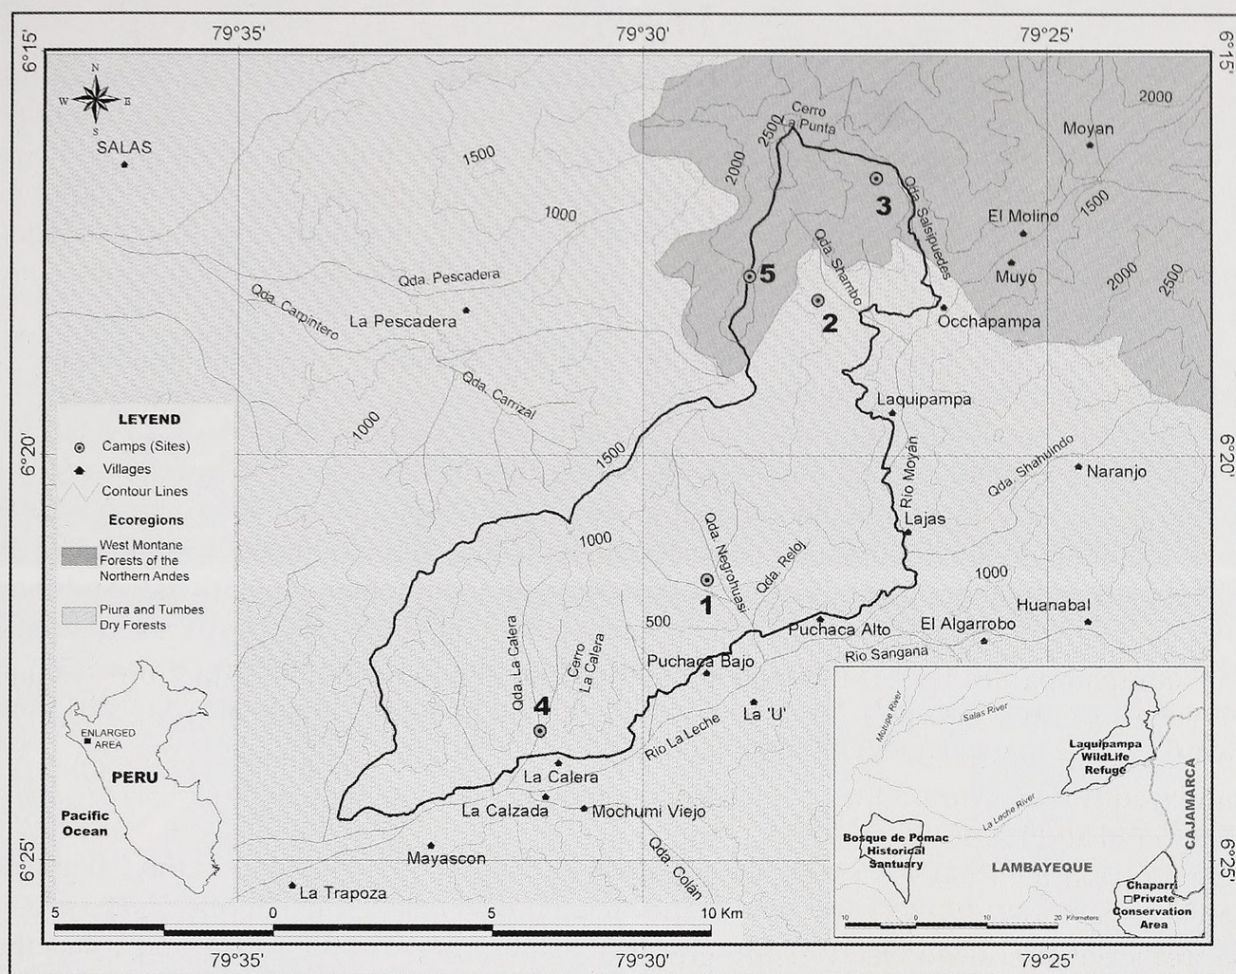 79°35'
79°30'
79°25'
6°15'
6°15'
N
W
E
S
SALAS
Cerro
La Punta
2500
2000
2000
Moyan
1500
1000
3
Qda. Salsipuedes
El Molino
1500
Muyo
2000
2500
Qda. Shambo
5
2
Occhapampa
Qda. Pescadera
Qda. Carpintero
La Pescadera
Qda. Carrizal
1000
1500
Laquipampa
Rio Moyán
Qda. Shahuindo
Naranjo
6°20'
6°20'
Lajas
LEYEND
Camps (Sites)
Villages
Contour Lines
Ecoregions
West Montane
Forests of the
Northern Andes
Piura and Tumbes
Dry Forests
1000
Qda. Negrohuasi
Qda. Reloj
1
500
1000
Huanabal
El Algarrobo
Puchaca Alto
Rio Sangana
Puchaca Bajo
La 'U'
Rio La Leche
Qda. La Calera
Cerro
La Calera
4
La Calera
La Calzada
Mochumi Viejo
Mayascon
La Trapoza
Qda. Colán
ENLARGED
AREA
PERU
Pacific
Ocean
Motupe River
Salas River
Laquipampa
WildLife
Refuge
La Leche River
CAJAMARCA
Bosque de Pomac
Historical
Santuary
LAMBAYEQUE
Chaparri
Private
Conservation
Area
10
0
10
20
Kilometers
6°25'
6°25'
5
0
5
10 Km
79°35'
79°30'
79°25'